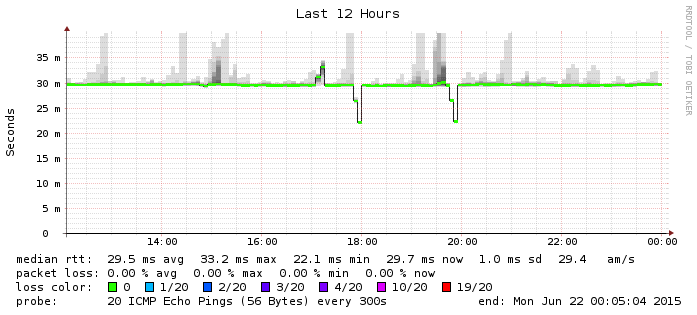 Last 12 Hours
RRDTOOL / TOBI OETIKER
Seconds
35 m
30 m
25 m
20 m
15 m
10 m
5 m
0
14:00 16:00 18:00 20:00 22:00 00:00
median rtt: 29.5 ms avg 33.2 ms max 22.1 ms min 29.7 ms now 1.0 ms sd 29.4 am/s
packet loss: 0.00 % avg 0.00 % max 0.00 % min 0.00 % now
loss color: 0 1/20 2/20 3/20 4/20 10/20 19/20
probe: 20 ICMP Echo Pings (56 Bytes) every 300s end: Mon Jun 22 00:05:04 2015